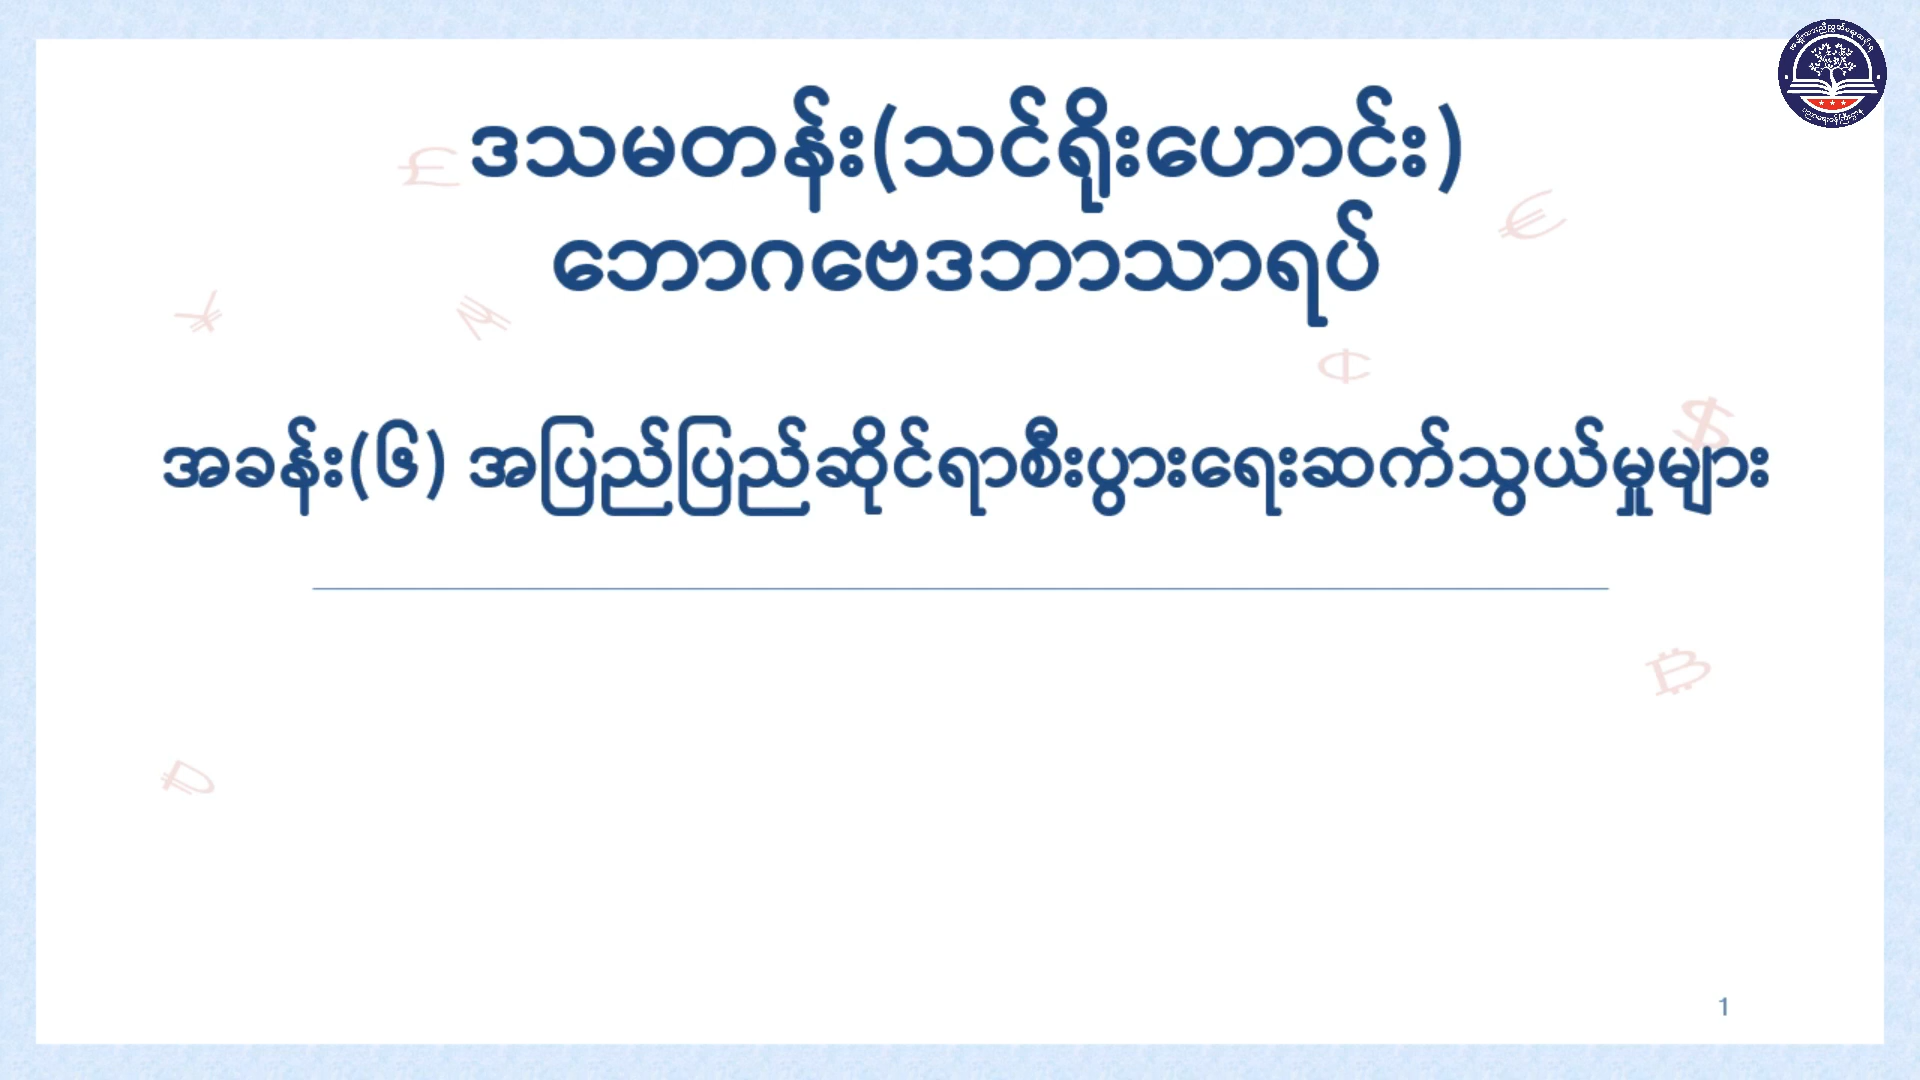 ဒသမတန်း(သင်ရိုးဟောင်း)
ဘောဂဗေဒဘာသာရပ်
အခန်း(၆) အပြည်ပြည်ဆိုင်ရာစီးပွားရေးဆက်သွယ်မှုများ
1